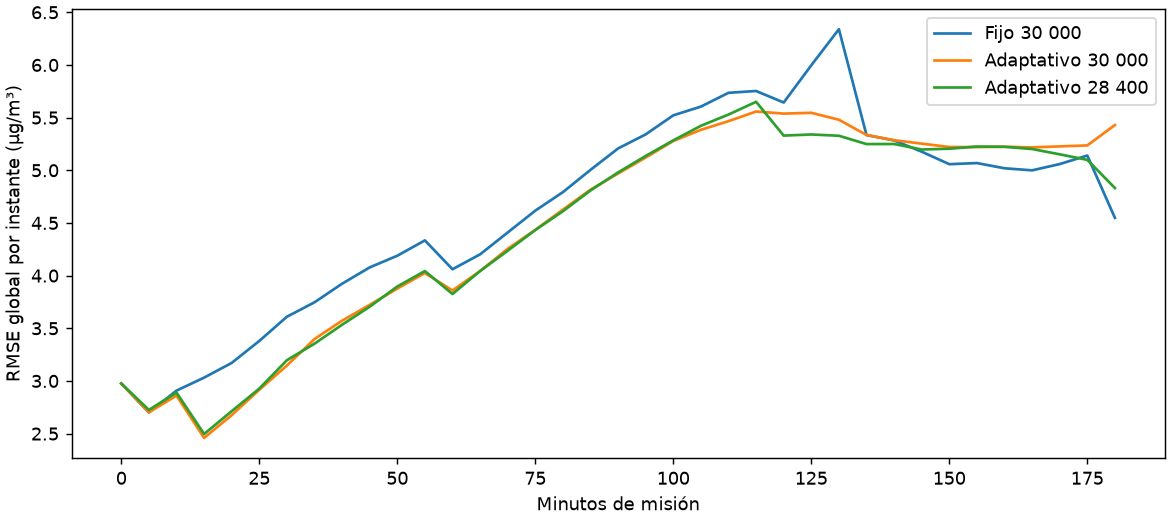 6.5
6.0
5.5
5.0
4.5
4.0
3.5
3.0
2.5
RMSE global por instante (µg/m³)
Fijo 30 000
Adaptativo 30 000
Adaptativo 28 400
0 25 50 75 100 125 150 175
Minutos de misión